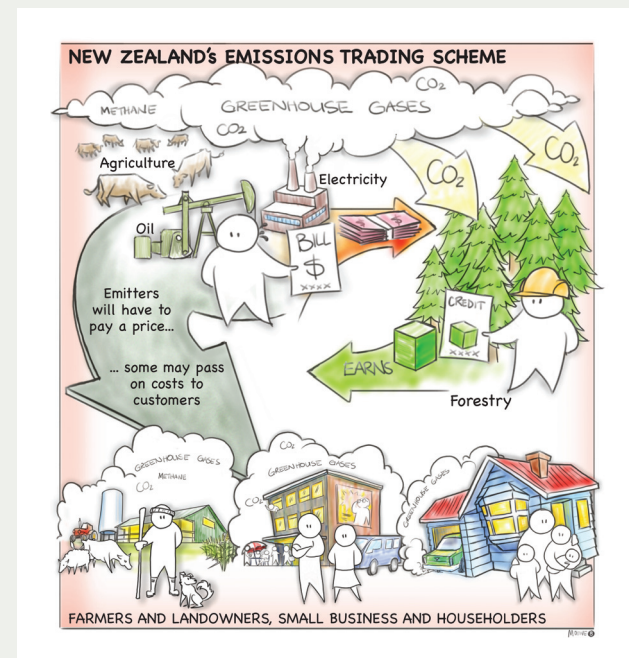 NEW ZEALAND's EMISSIONS TRADING SCHEME
CO₂
METHANE
GREENHOUSE GASES
CO₂
CO₂
CO₂
Agriculture
Electricity
Oil
BILL
$
xxxx
Emitters
will have to
pay a price...
CREDIT
xxxx
... some may pass
on costs to
customers
EARNS
Forestry
GREENHOUSE GASES
METHANE
CO₂
CO₂
GREENHOUSE GASES
CO₂
GREENHOUSE GASES
FARMERS AND LANDOWNERS, SMALL BUSINESS AND HOUSEHOLDERS